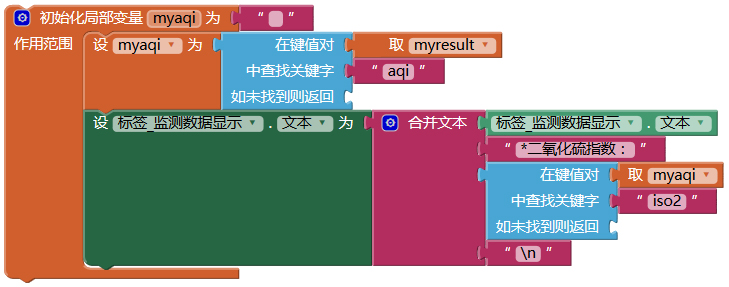 初始化局部变量 myaqi 为 " "
作用范围 设 myaqi 为 在键值对 取 myresult
中查找关键字 " aqi "
如未找到则返回
设 标签_监测数据显示 . 文本 为 合并文本 标签_监测数据显示 . 文本
" *二氧化硫指数： "
在键值对 取 myaqi
中查找关键字 " iso2 "
如未找到则返回
" \n "